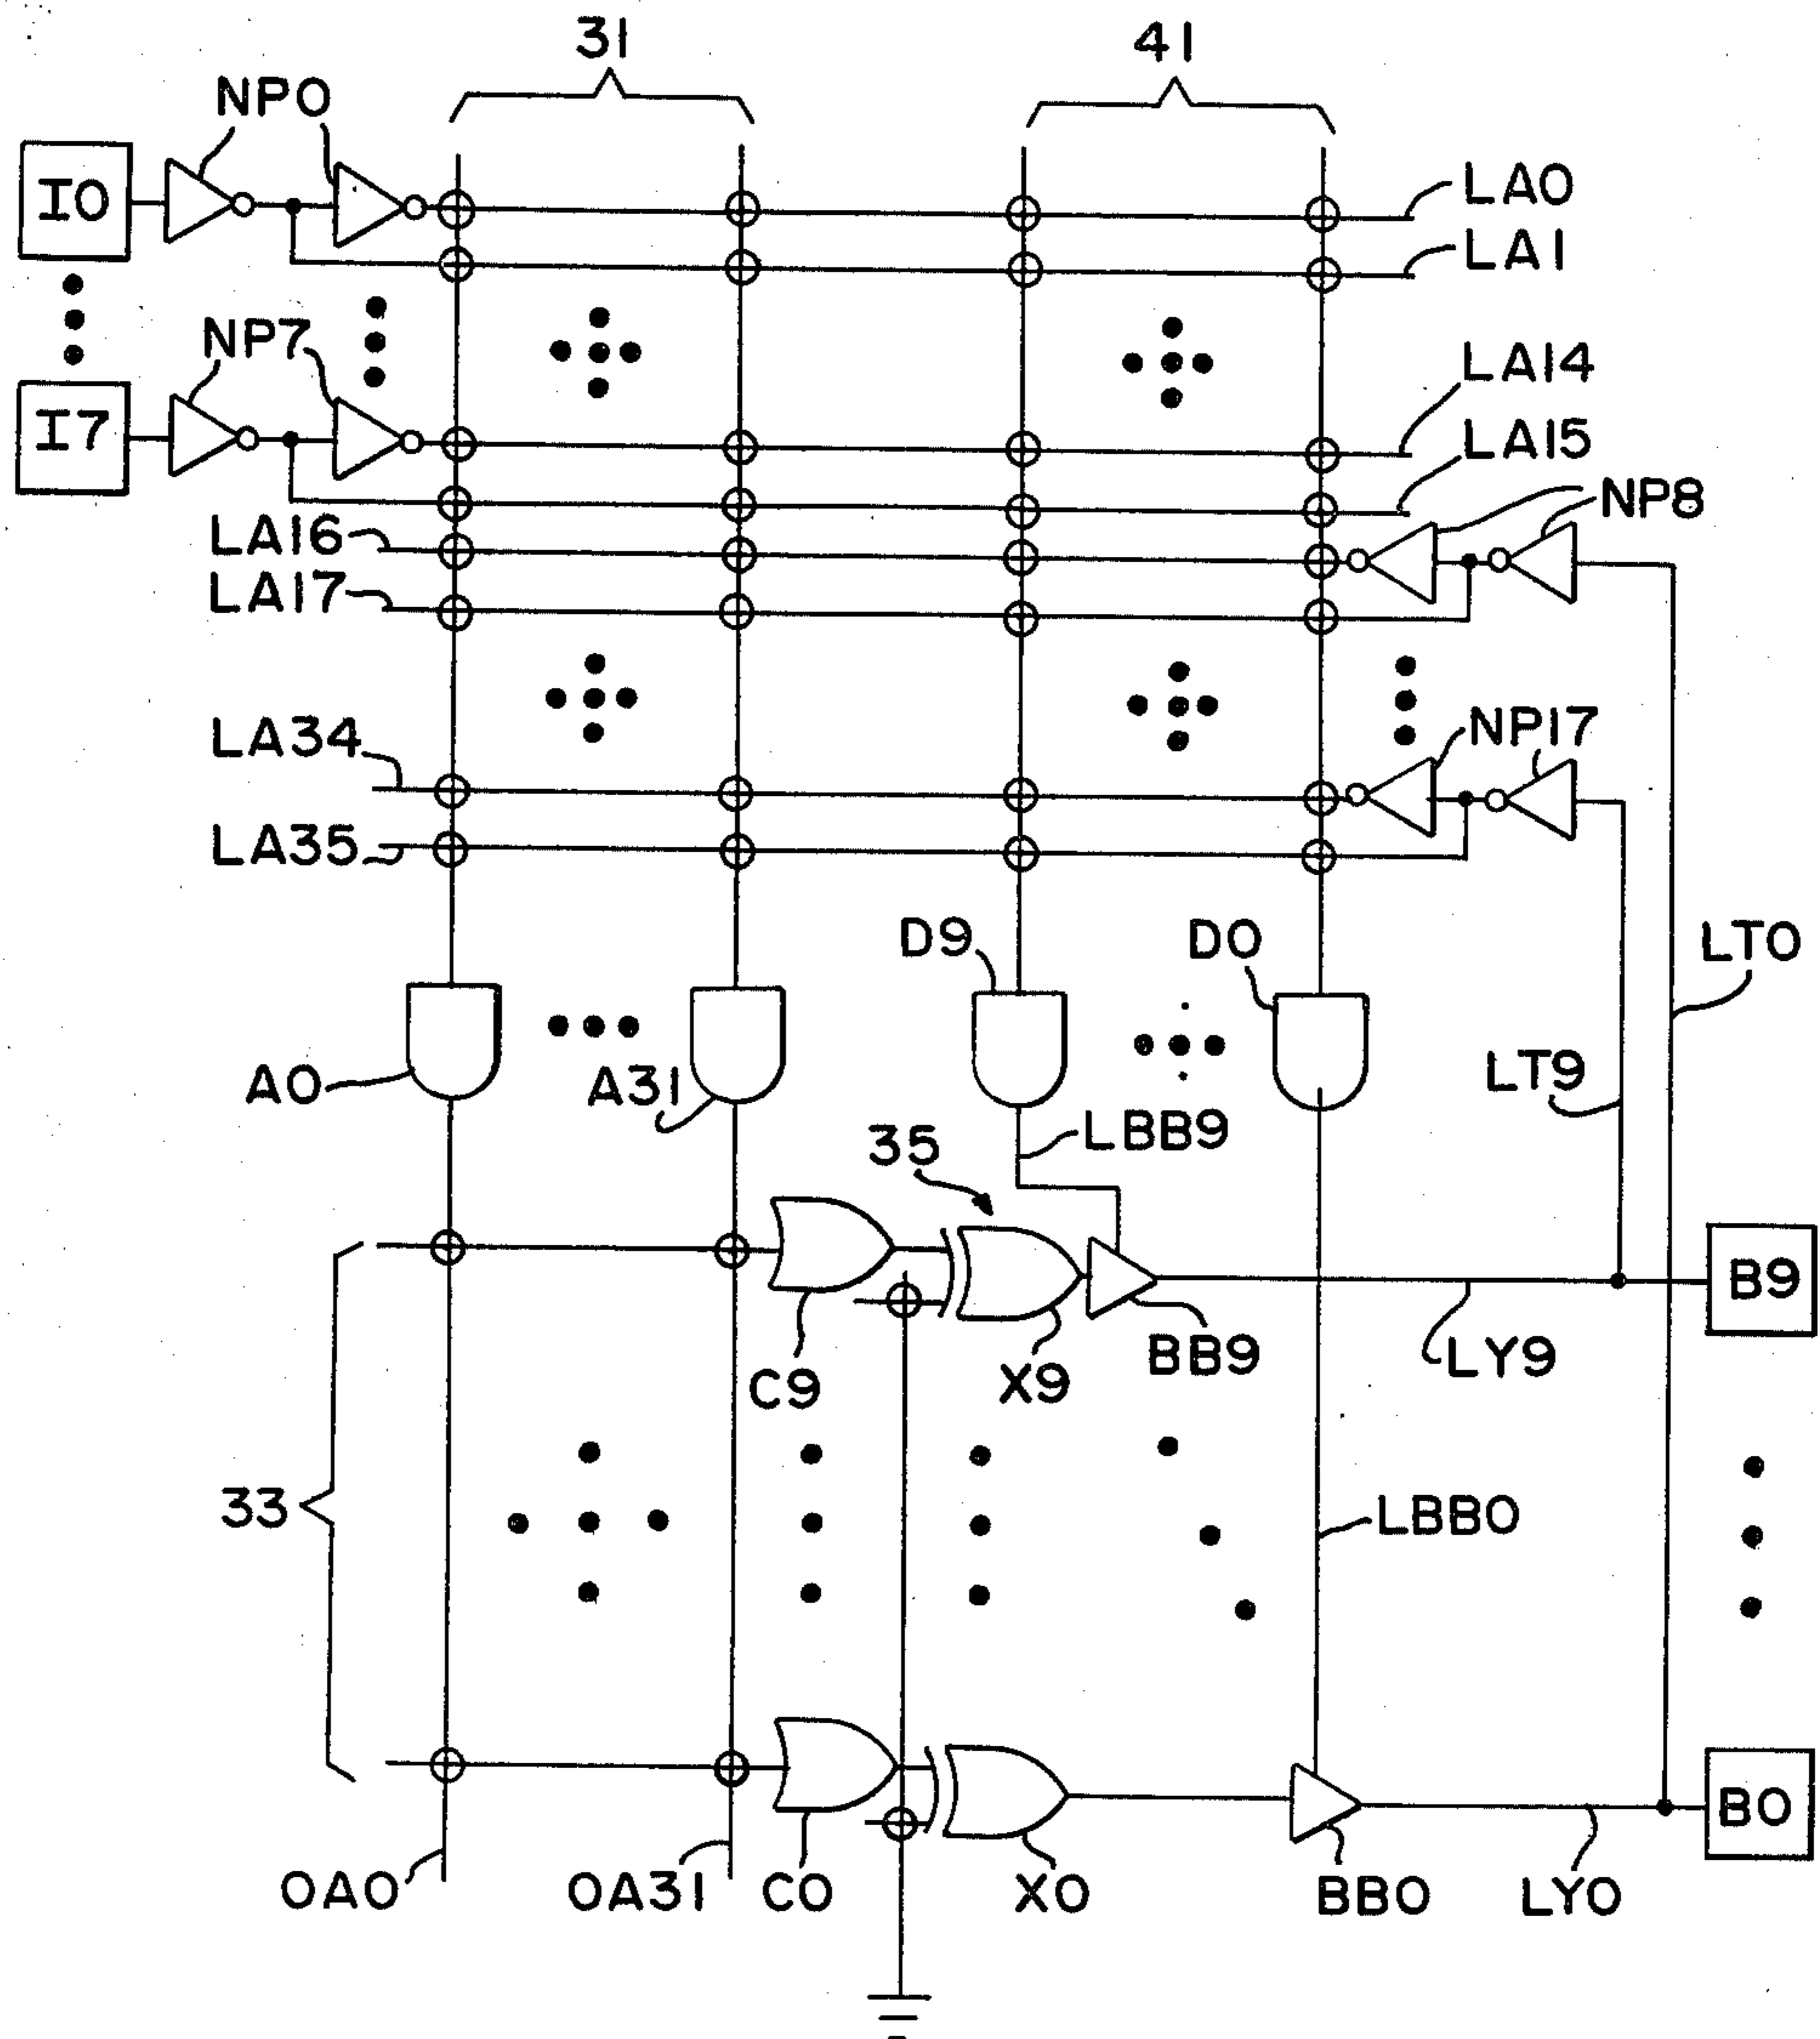 31
41
NP0
I0
LA0
LA1
NP7
I7
LA14
LA15
NP8
LA16
LA17
LA34
NP17
LA35
D9
D0
LT0
A0
A31
LT9
LBB9
35
B9
C9
X9
BB9
LY9
33
LBB0
B0
OA0
OA31
C0
X0
BB0
LY0